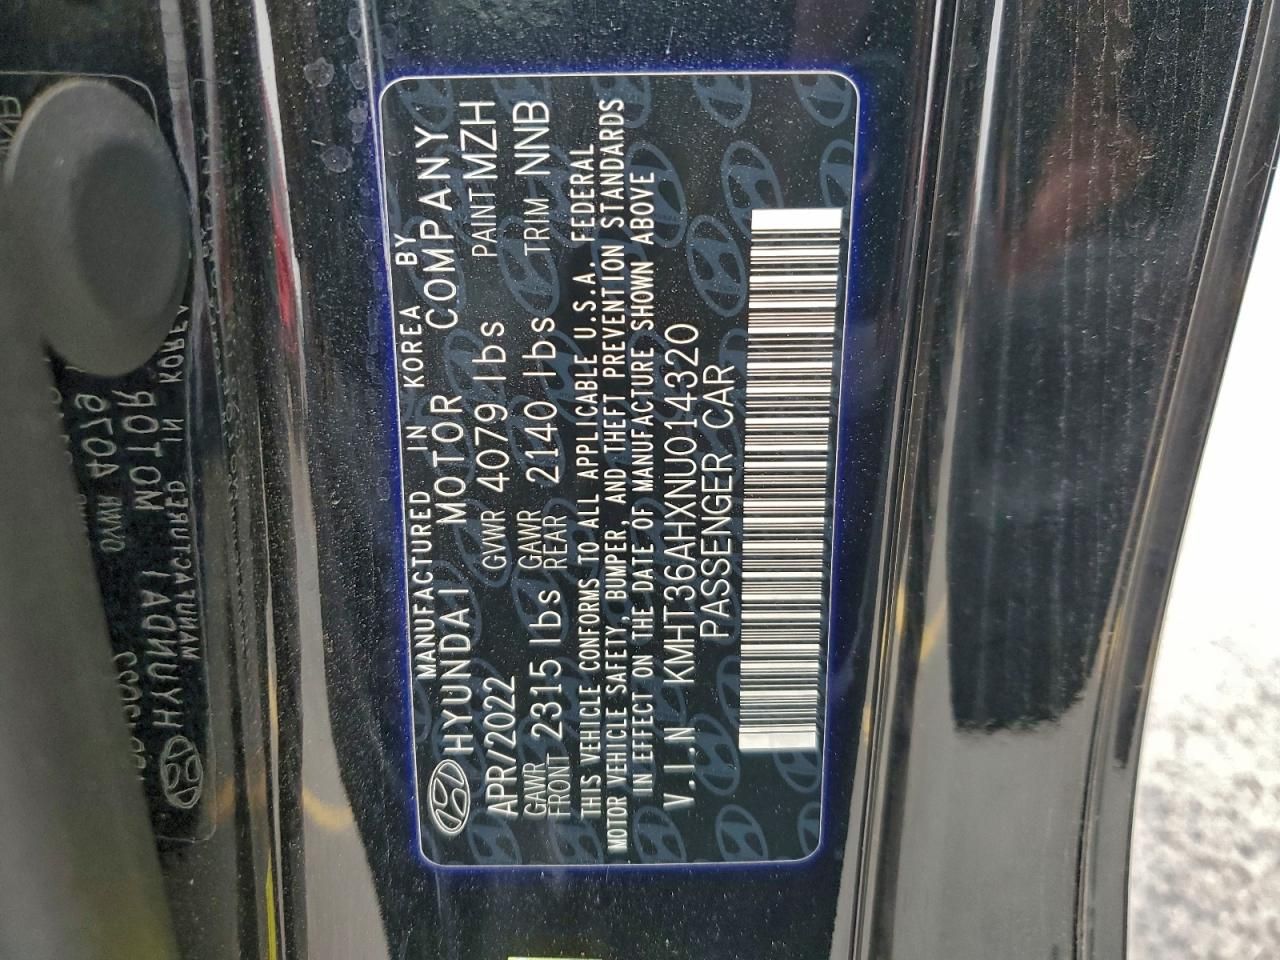 MANUFACTURED IN KOREA BY
HYUNDAI MOTOR COMPANY
APR/2022 GVWR 4079 lbs PAINT MZH
GAWR FRONT 2315 lbs GAWR REAR 2140 lbs TRIM NNB
THIS VEHICLE CONFORMS TO ALL APPLICABLE U.S.A. FEDERAL
MOTOR VEHICLE SAFETY, BUMPER, AND THEFT PREVENTION STANDARDS
IN EFFECT ON THE DATE OF MANUFACTURE SHOWN ABOVE
V.I.N KMHT36AHXNU014320
PASSENGER CAR